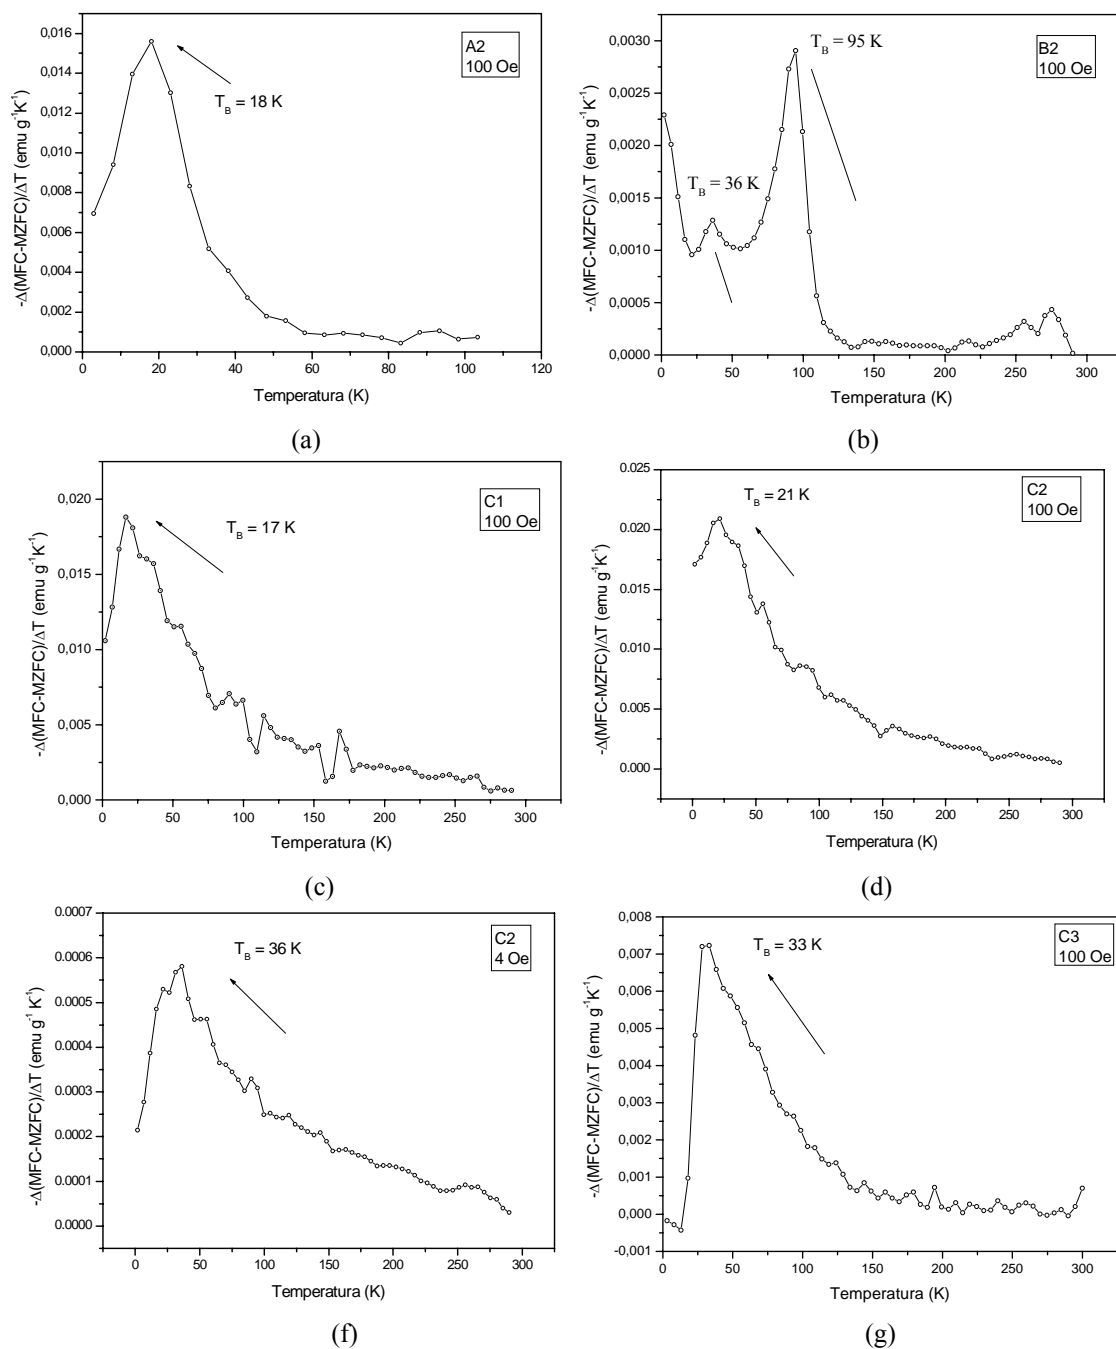 0,016
0,014
0,012
0,010
0,008
0,006
0,004
0,002
0,000
-Δ(MFC-MZFC)/ΔT (emu g⁻¹K⁻¹)
A2
100 Oe
T_B = 18 K
0 20 40 60 80 100 120
Temperatura (K)
(a)
0,0030
0,0025
0,0020
0,0015
0,0010
0,0005
0,0000
-Δ(MFC-MZFC)/ΔT (emu g⁻¹K⁻¹)
T_B = 95 K
B2
100 Oe
T_B = 36 K
0 50 100 150 200 250 300
Temperatura (K)
(b)
0,020
0,015
0,010
0,005
0,000
-Δ(MFC-MZFC)/ΔT (emu g⁻¹K⁻¹)
C1
100 Oe
T_B = 17 K
0 50 100 150 200 250 300
Temperatura (K)
(c)
0.025
0.020
0.015
0.010
0.005
0.000
-Δ(MFC-MZFC)/ΔT (emu g⁻¹K⁻¹)
T_B = 21 K
C2
100 Oe
0 50 100 150 200 250 300
Temperatura (K)
(d)
0.0007
0.0006
0.0005
0.0004
0.0003
0.0002
0.0001
0.0000
-Δ(MFC-MZFC)/ΔT (emu g⁻¹ K⁻¹)
T_B = 36 K
C2
4 Oe
0 50 100 150 200 250 300
Temperatura (K)
(f)
0,008
0,007
0,006
0,005
0,004
0,003
0,002
0,001
0,000
-0,001
-Δ(MFC-MZFC)/ΔT (emu g⁻¹K⁻¹)
T_B = 33 K
C3
100 Oe
0 50 100 150 200 250 300
Temperatura (K)
(g)